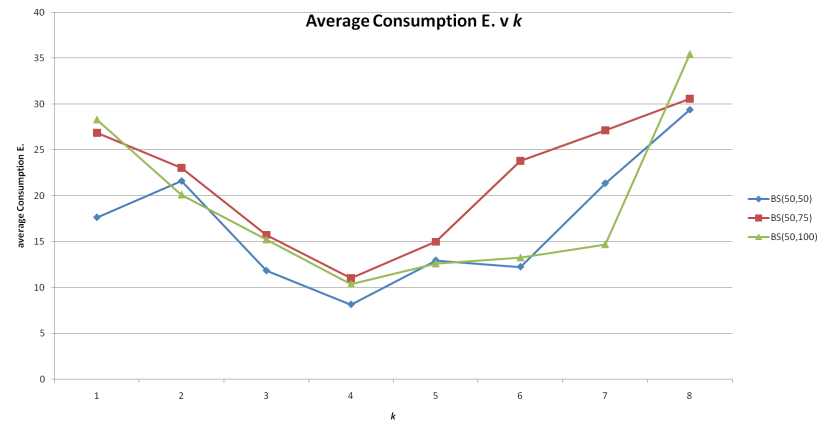 Average Consumption E. v k
40
35
30
25
20
15
10
5
0
average Consumption E.
1 2 3 4 5 6 7 8
k
BS(50,50)
BS(50,75)
BS(50,100)